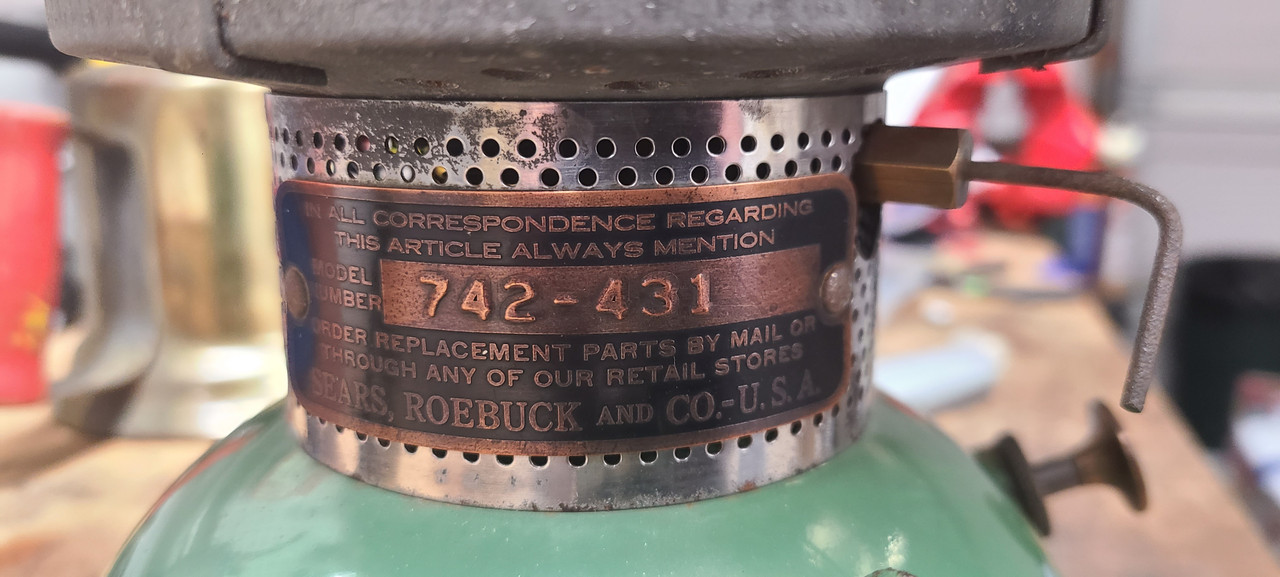 IN ALL CORRESPONDENCE REGARDING
THIS ARTICLE ALWAYS MENTION
MODEL
NUMBER
742-431
ORDER REPLACEMENT PARTS BY MAIL OR
THROUGH ANY OF OUR RETAIL STORES
SEARS, ROEBUCK AND CO.-U.S.A.